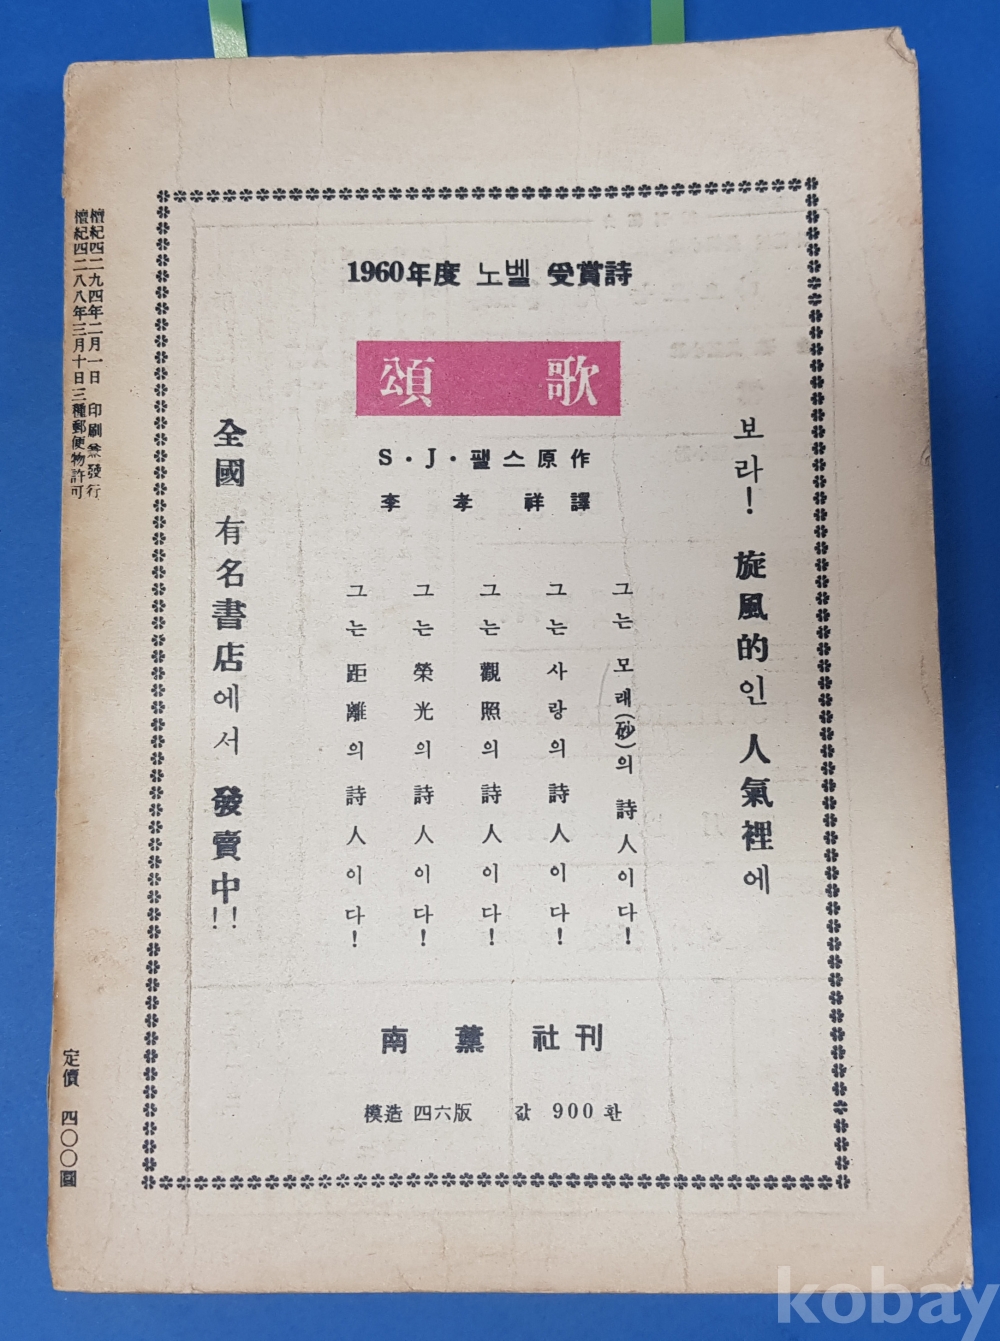 1960年度 노벨 受賞詩
頌歌
S·J·팰스原作
李孝祥譯
보라! 旋風的인 人氣裡에
그는 모래(砂)의 詩人이다!
그는 사랑의 詩人이다!
그는 觀照의 詩人이다!
그는 榮光의 詩人이다!
그는 距離의 詩人이다!
全國 有名書店에서 發賣中!!
南薰社刊
模造 四六版 값 900환
檀紀四二九四年二月一日 印刷兼發行
檀紀四二八八年三月十日三種郵便物許可
定價 四〇〇圜
kobay